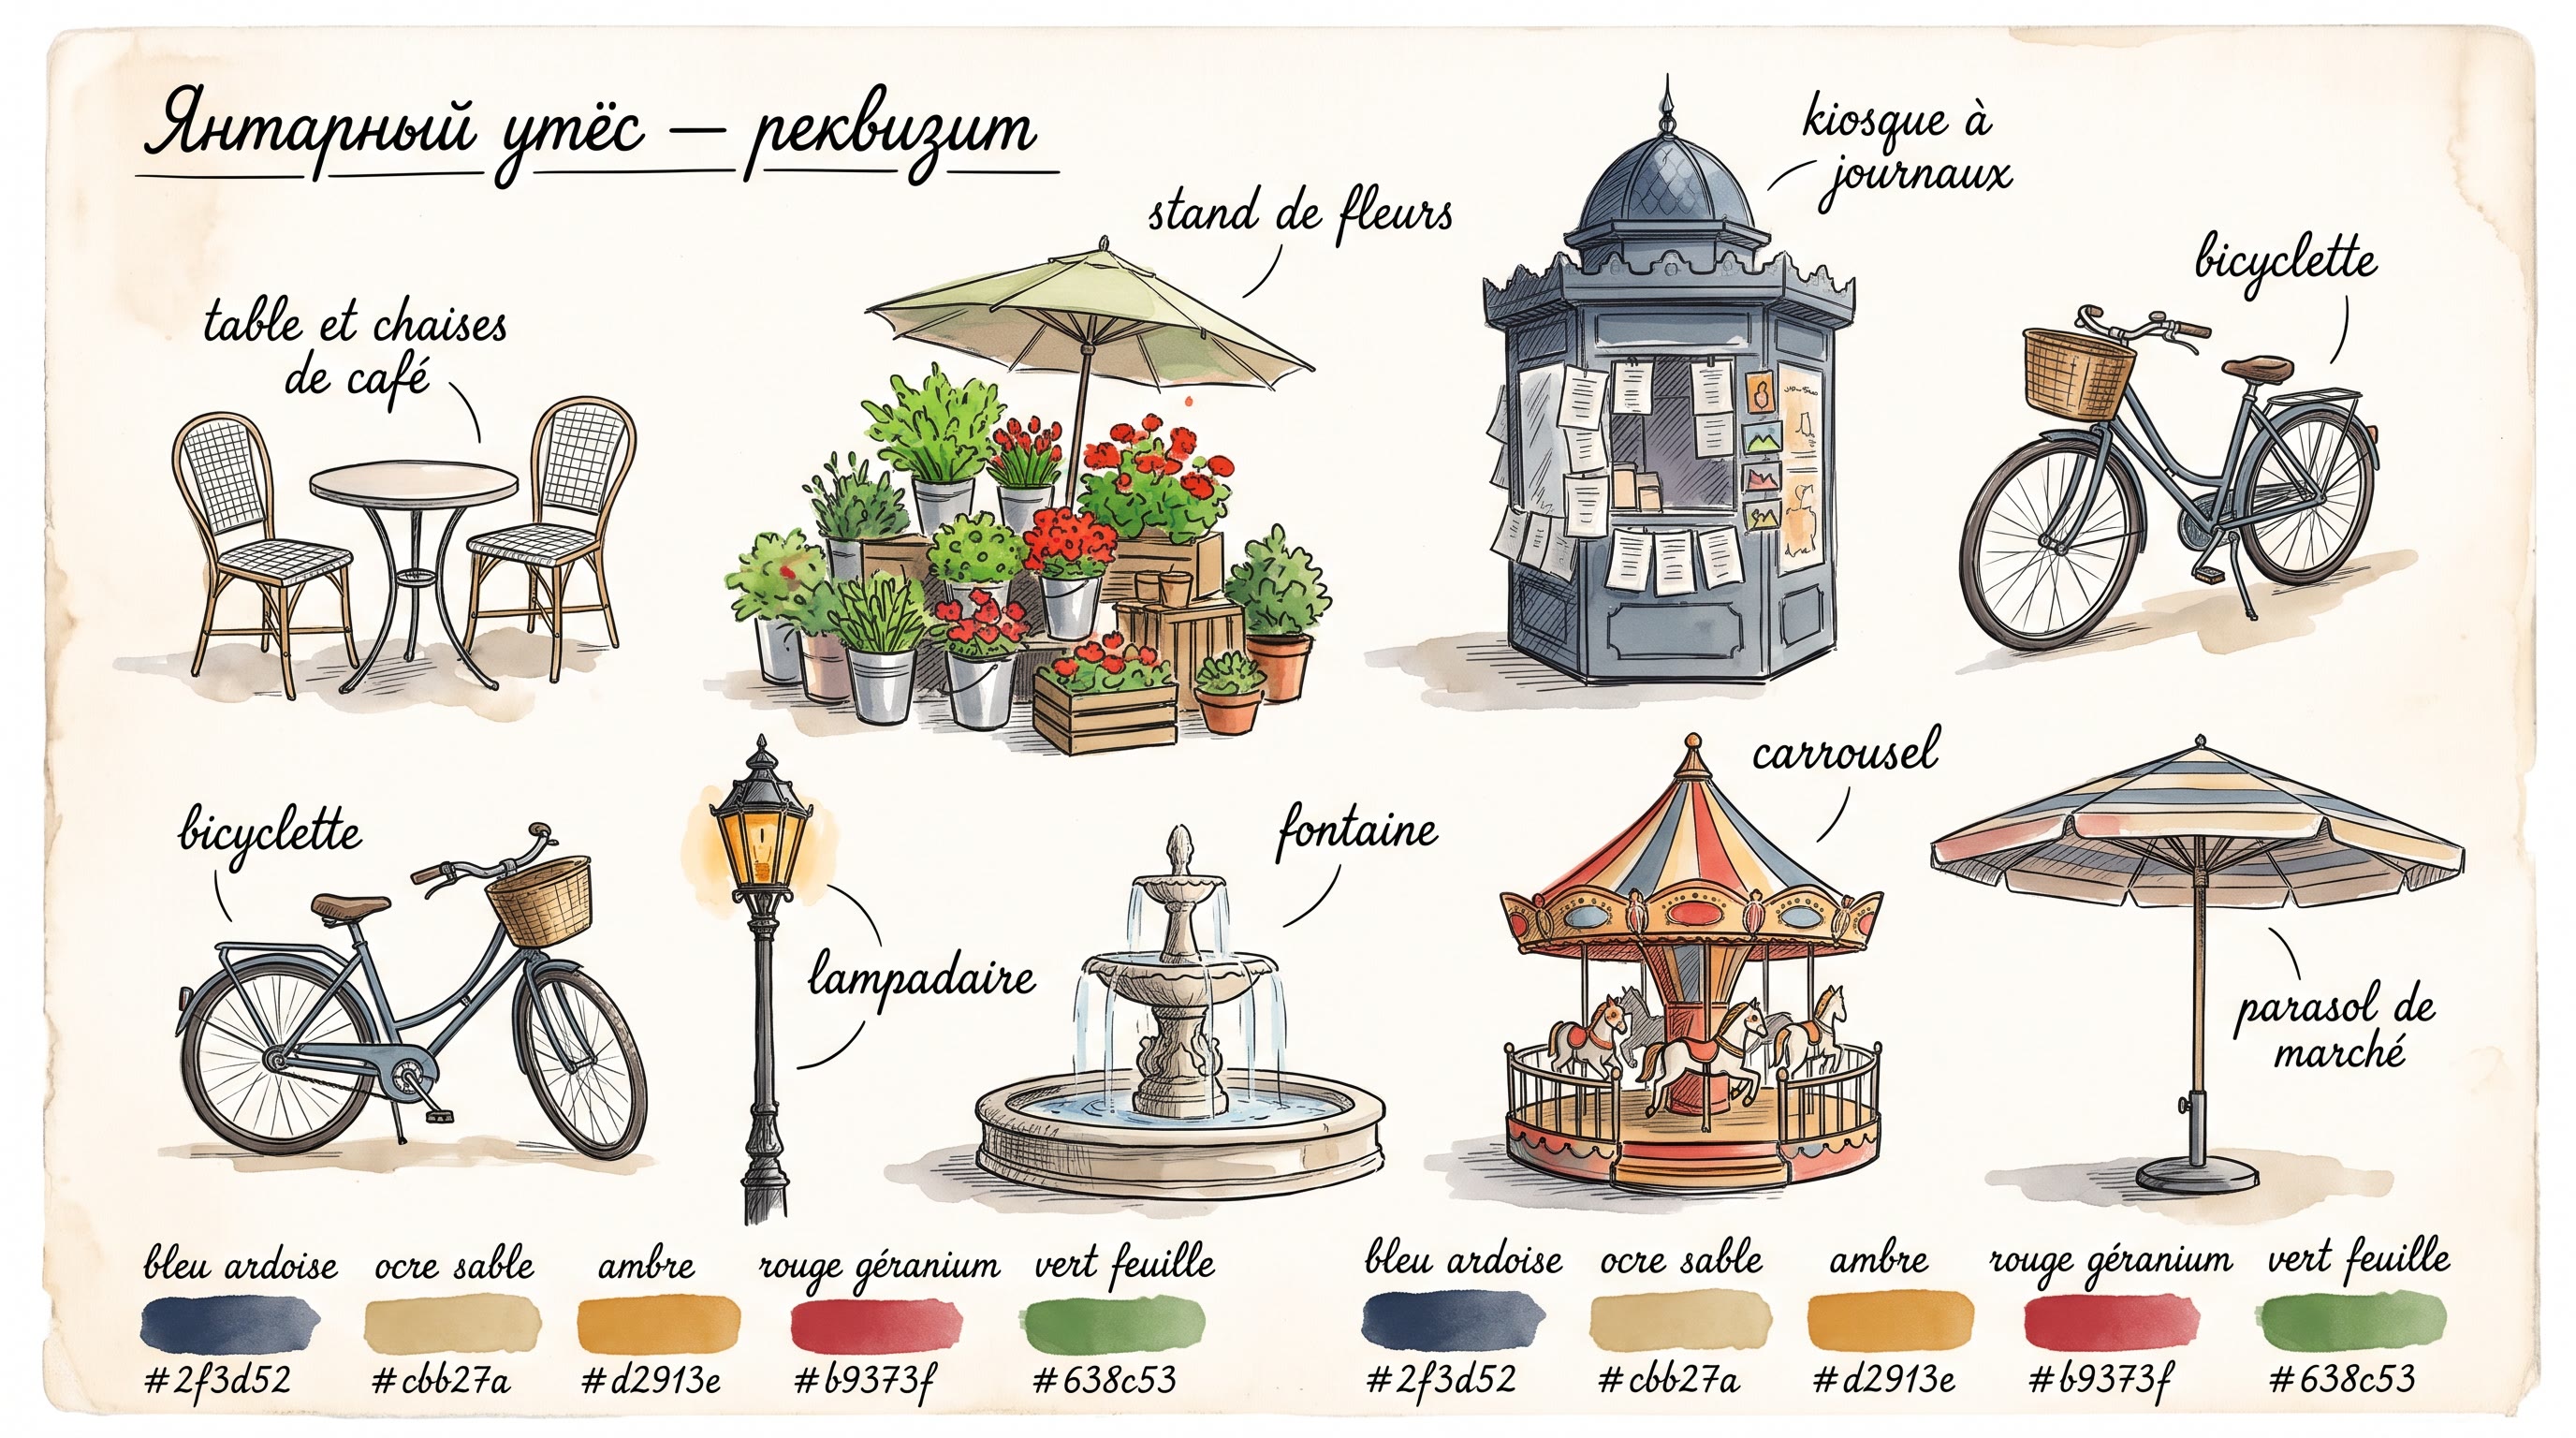 Янтарный утёс — реквизит
stand de fleurs
kiosque à
journaux
bicyclette
table et chaises
de café
bicyclette
lampadaire
fontaine
carrousel
parasol de
marché
bleu ardoise ocre sable ambre rouge géranium vert feuille
#2f3d52 #cbb27a #d2913e #b9373f #638c53
bleu ardoise ocre sable ambre rouge géranium vert feuille
#2f3d52 #cbb27a #d2913e #b9373f #638c53